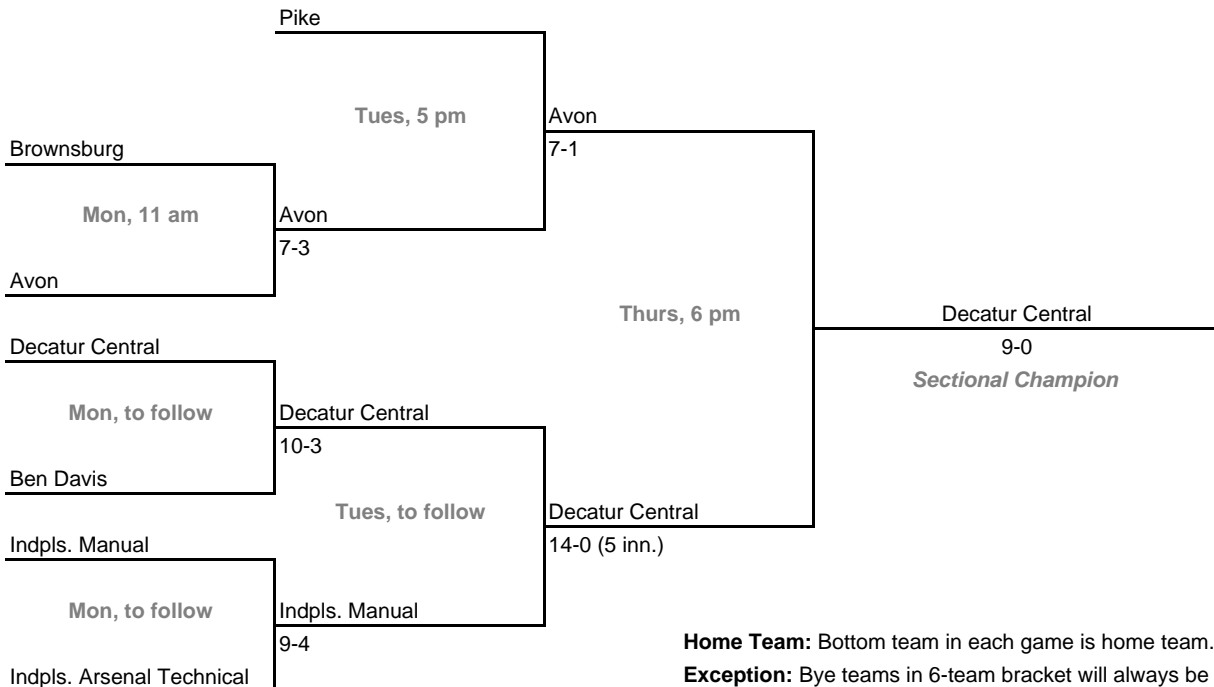 Pike
Tues, 5 pm
Avon
7-1
Brownsburg
Mon, 11 am
Avon
7-3
Avon
Thurs, 6 pm
Decatur Central
9-0
Sectional Champion
Decatur Central
Mon, to follow
Decatur Central
10-3
Ben Davis
Tues, to follow
Decatur Central
14-0 (5 inn.)
Indpls. Manual
Mon, to follow
Indpls. Manual
9-4
Indpls. Arsenal Technical
Home Team: Bottom team in each game is home team.
Exception: Bye teams in 6-team bracket will always be